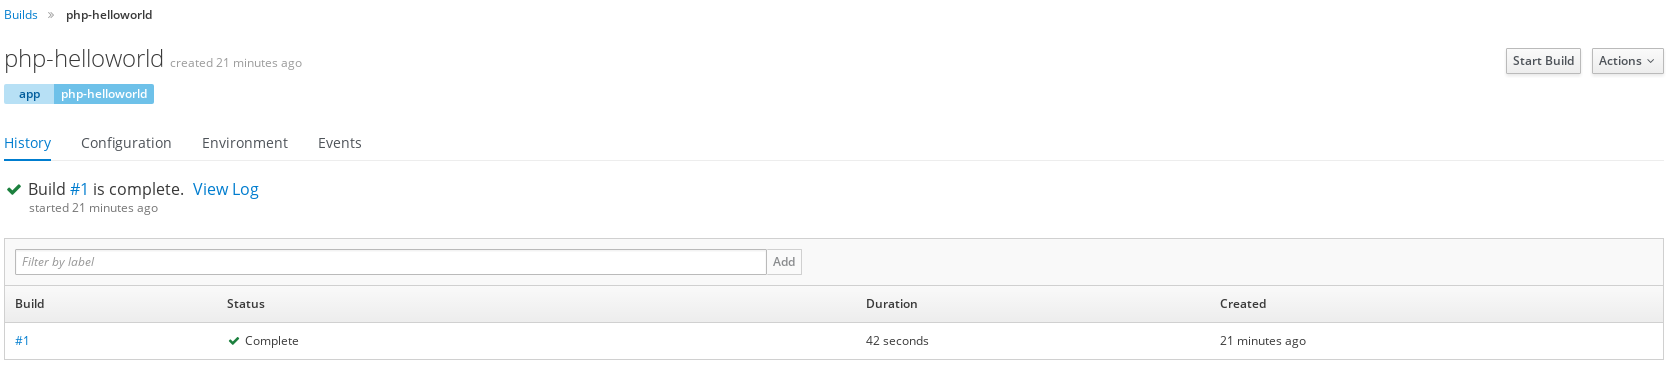 Builds » php-helloworld
php-helloworld created 21 minutes ago
Start Build Actions
app php-helloworld
History Configuration Environment Events
Build #1 is complete. View Log
started 21 minutes ago
Filter by label Add
Build Status Duration Created
#1 Complete 42 seconds 21 minutes ago